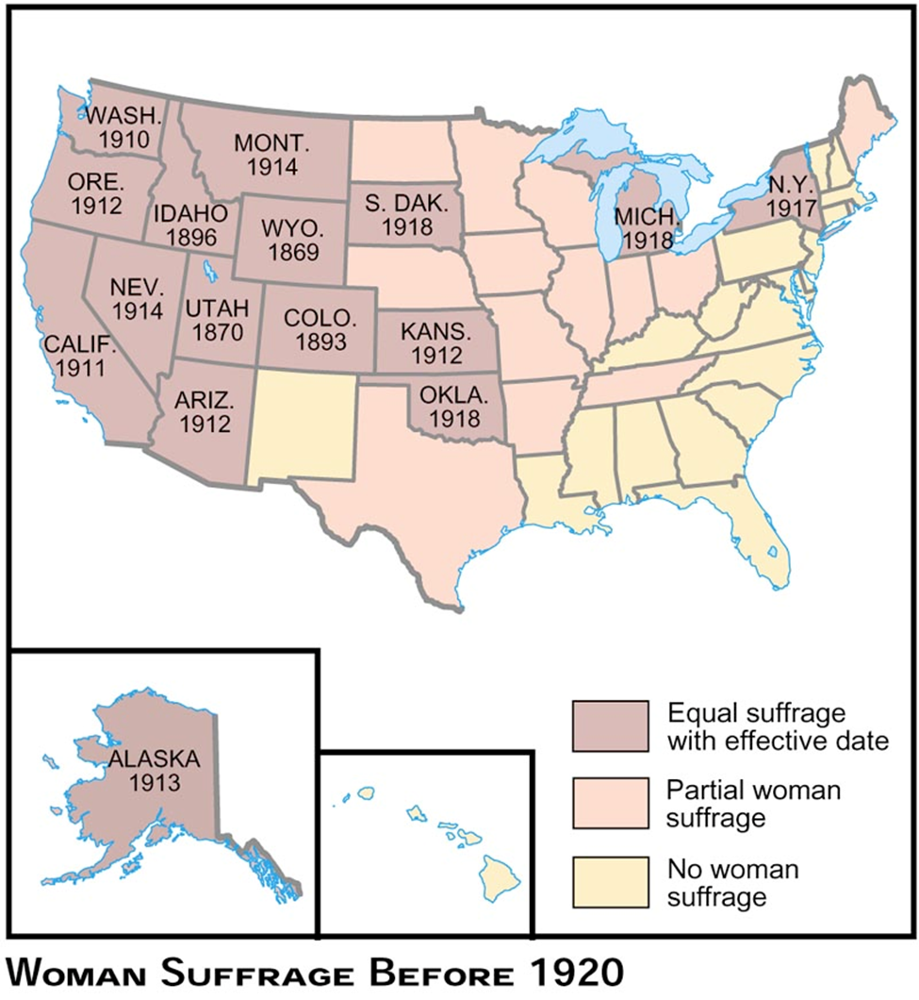 WASH.
1910
MONT.
1914
ORE.
1912
IDAHO
1896
WYO.
1869
S. DAK.
1918
MICH.
1918
N.Y.
1917
NEV.
1914
UTAH
1870
COLO.
1893
KANS.
1912
CALIF.
1911
ARIZ.
1912
OKLA.
1918
ALASKA
1913
Equal suffrage
with effective date
Partial woman
suffrage
No woman
suffrage
WOMAN SUFFRAGE BEFORE 1920